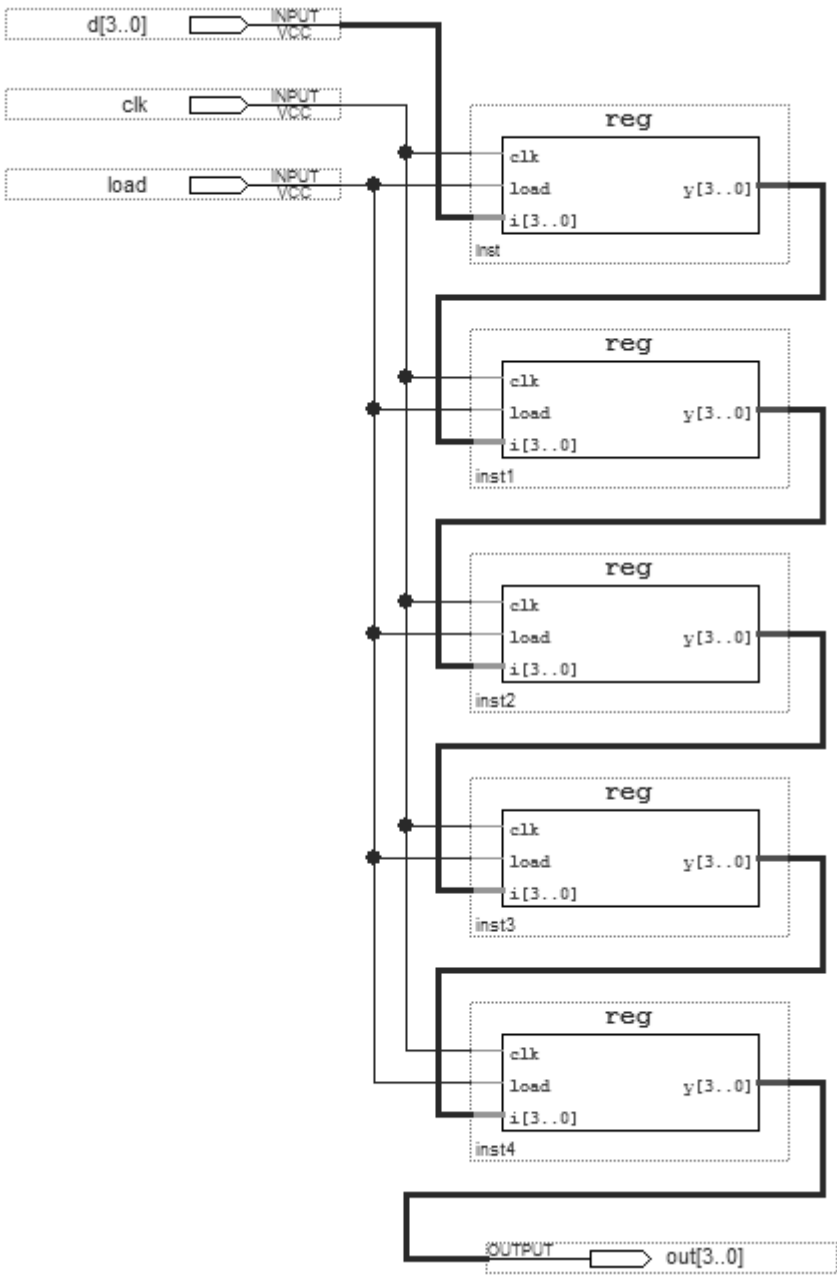 d[3..0] INPUT
VCC
clk INPUT
VCC
load INPUT
VCC
reg
clk
load y[3..0]
i[3..0]
inst
reg
clk
load y[3..0]
i[3..0]
inst1
reg
clk
load y[3..0]
i[3..0]
inst2
reg
clk
load y[3..0]
i[3..0]
inst3
reg
clk
load y[3..0]
i[3..0]
inst4
OUTPUT out[3..0]